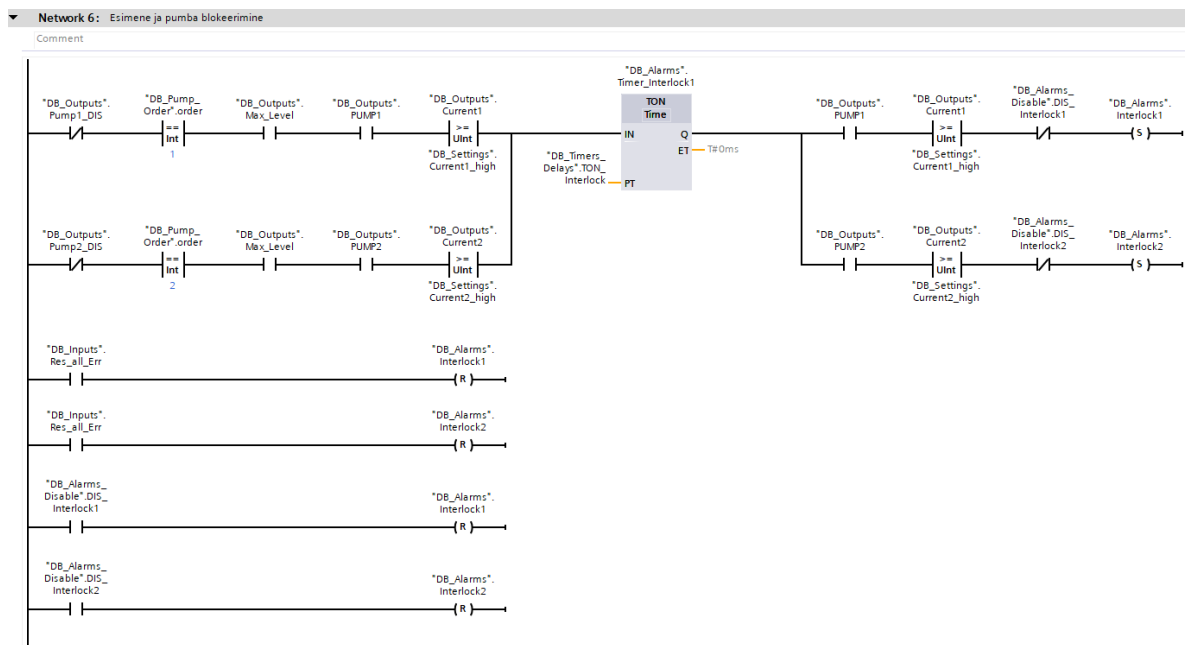 Network 6: Esimene ja pumba blokeerimine
Comment
"DB_Alarms".
Timer_Interlock1
TON
Time
IN
Q
ET
T#0ms
"DB_Timers_
Delays".TON_
Interlock
PT
"DB_Outputs".
Pump1_DIS
"DB_Pump_
Order".order
==
Int
1
"DB_Outputs".
Max_Level
"DB_Outputs".
PUMP1
"DB_Outputs".
Current1
>=
UInt
"DB_Settings".
Current1_high
"DB_Outputs".
PUMP1
"DB_Outputs".
Current1
>=
UInt
"DB_Settings".
Current1_high
"DB_Alarms_
Disable".DIS_
Interlock1
"DB_Alarms".
Interlock1
S
"DB_Outputs".
Pump2_DIS
"DB_Pump_
Order".order
==
Int
2
"DB_Outputs".
Max_Level
"DB_Outputs".
PUMP2
"DB_Outputs".
Current2
>=
UInt
"DB_Settings".
Current2_high
"DB_Outputs".
PUMP2
"DB_Outputs".
Current2
>=
UInt
"DB_Settings".
Current2_high
"DB_Alarms_
Disable".DIS_
Interlock2
"DB_Alarms".
Interlock2
S
"DB_Inputs".
Res_all_Err
"DB_Alarms".
Interlock1
R
"DB_Inputs".
Res_all_Err
"DB_Alarms".
Interlock2
R
"DB_Alarms_
Disable".DIS_
Interlock1
"DB_Alarms".
Interlock1
R
"DB_Alarms_
Disable".DIS_
Interlock2
"DB_Alarms".
Interlock2
R